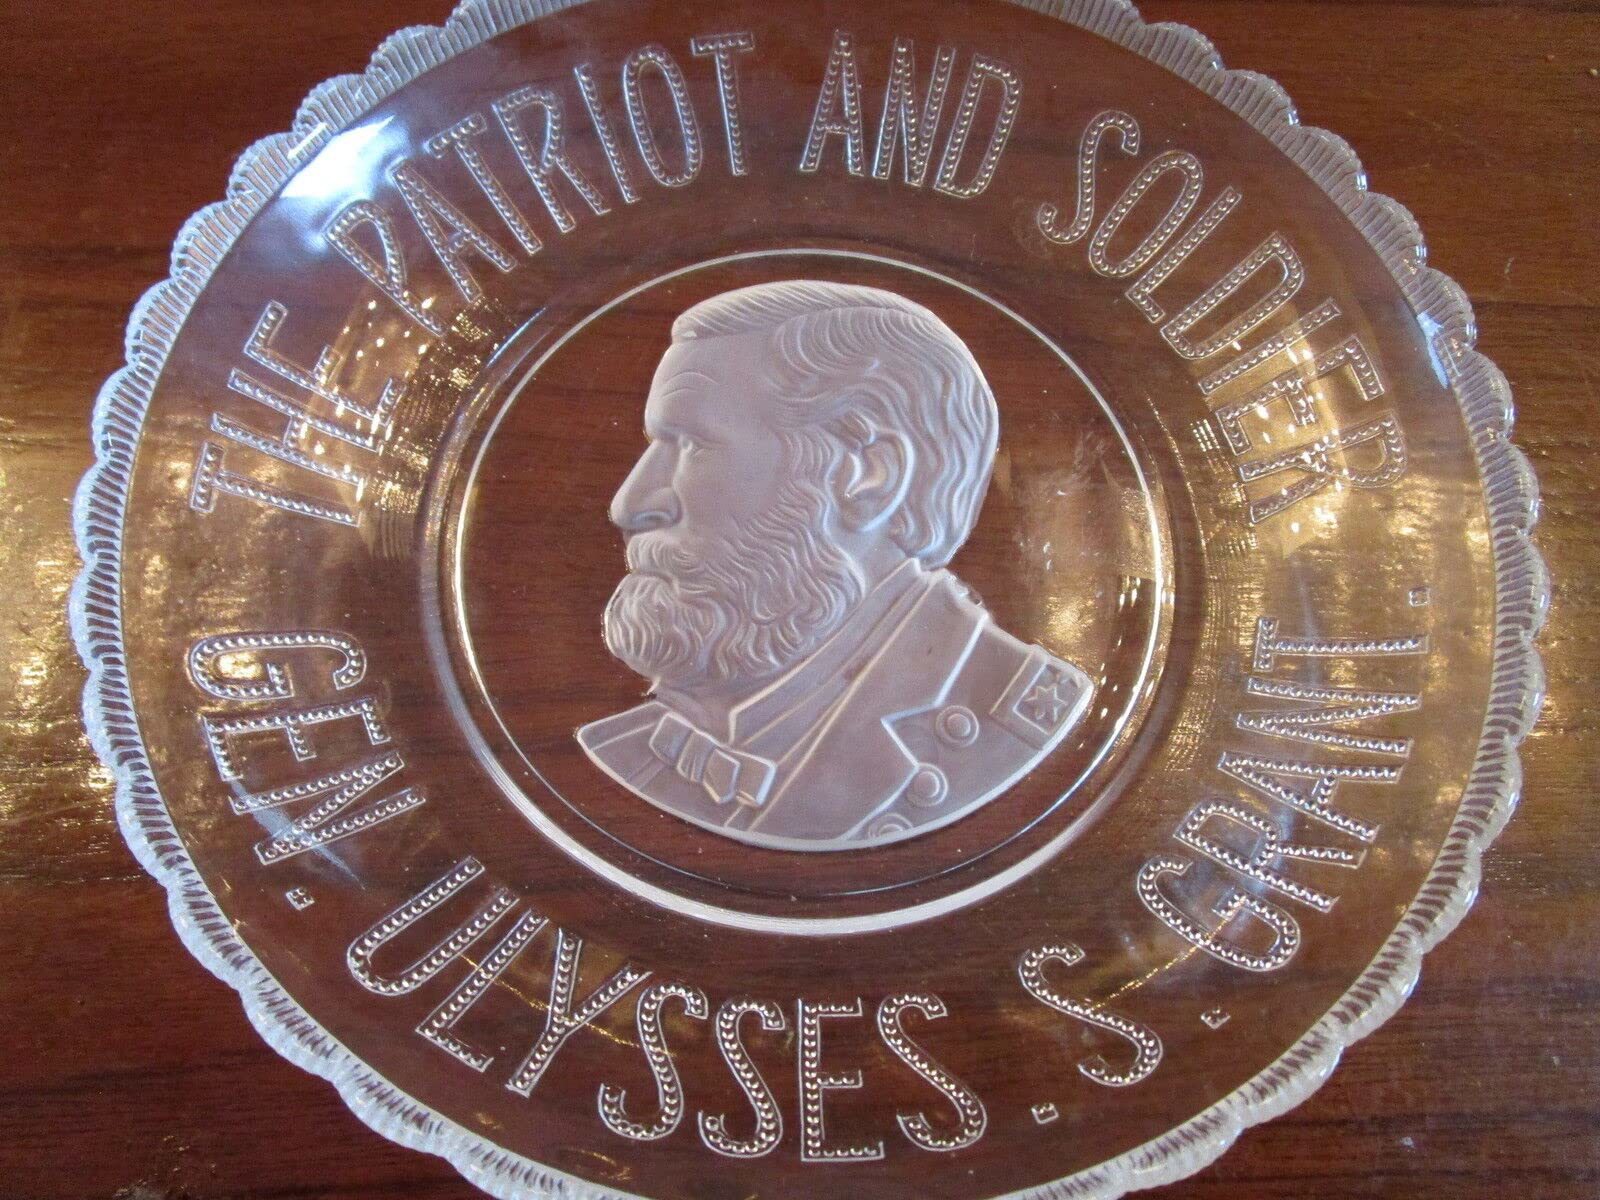 THE PATRIOT AND SOLDIER.
GEN. ULYSSES. S. GRANT